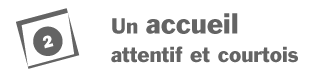 2
Un accueil
attentif et courtois